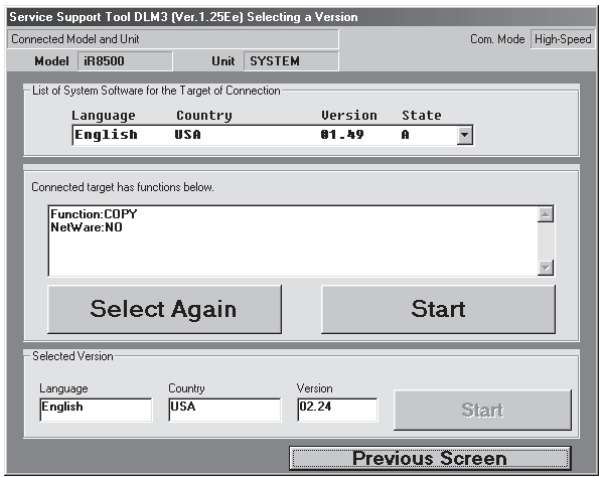 Service Support Tool DLM3 (Ver.1.25Ee) Selecting a Version
Connected Model and Unit Com. Mode High-Speed
Model iR8500 Unit SYSTEM
List of System Software for the Target of Connection
Language Country Version State
English USA 01.49 A
Connected target has functions below.
Function:COPY
NetWare:NO
Select Again Start
Selected Version
Language Country Version
English USA 02.24 Start
Previous Screen